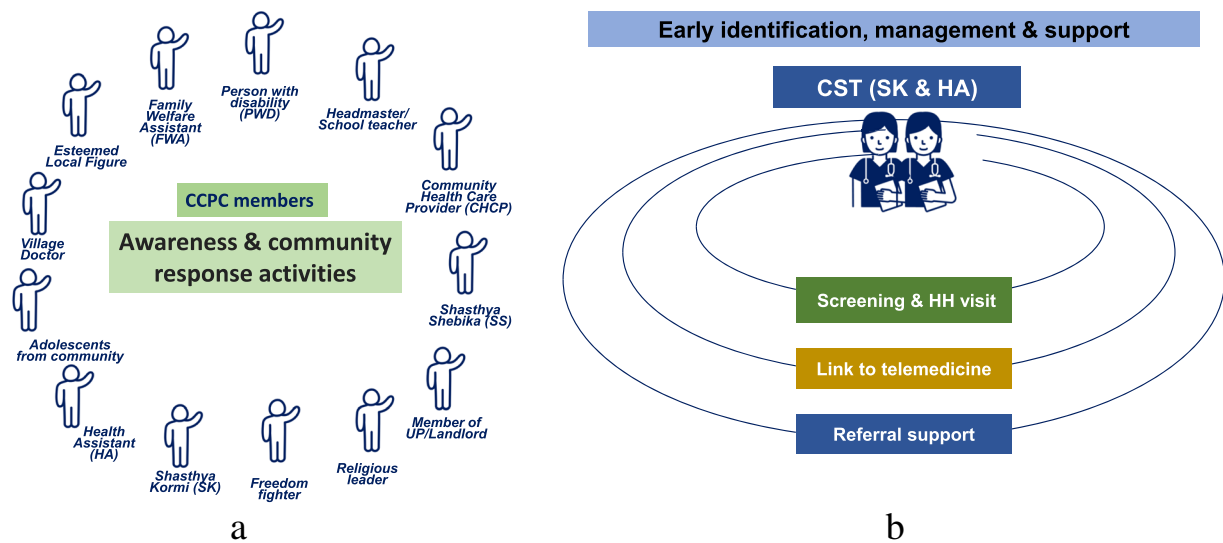 Family
Welfare
Assistant
(FWA)
Person with
disability
(PWD)
Headmaster/
School teacher
Esteemed
Local Figure
Community
Health Care
Provider (CHCP)
CCPC members
Awareness & community
response activities
Village
Doctor
Shasthya
Shebika (SS)
Adolescents
from community
Member of
UP/Landlord
Health
Assistant
(HA)
Shasthya
Kormi (SK)
Freedom
fighter
Religious
leader
a
Early identification, management & support
CST (SK & HA)
Screening & HH visit
Link to telemedicine
Referral support
b